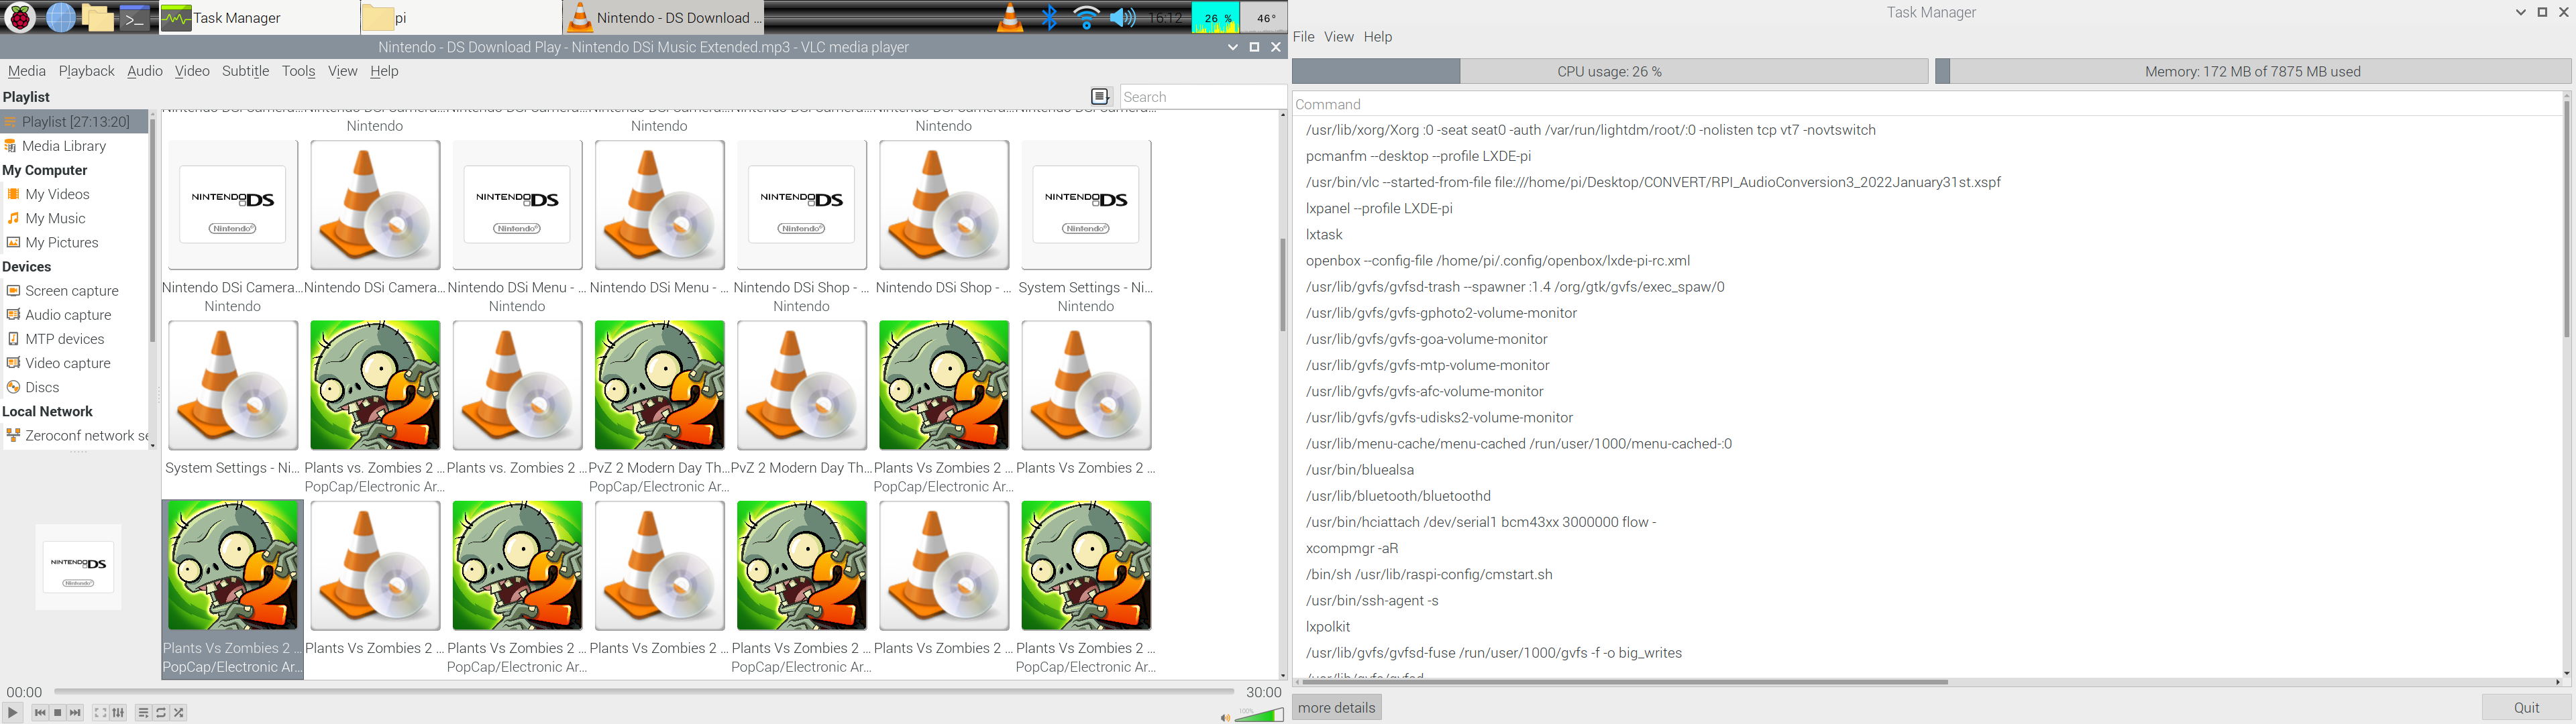 Task Manager
pi
Nintendo - DS Download ...
16:12
26 %
46°
Nintendo - DS Download Play - Nintendo DSi Music Extended.mp3 - VLC media player
Media Playback Audio Video Subtitle Tools View Help
Playlist
Search
Playlist [27:13:20]
Media Library
My Computer
My Videos
My Music
My Pictures
Devices
Screen capture
Audio capture
MTP devices
Video capture
Discs
Local Network
Zeroconf network se
NINTENDO DS
Nintendo
Nintendo Nintendo Nintendo
NINTENDO DS NINTENDO DS NINTENDO DS NINTENDO DS
Nintendo Nintendo Nintendo Nintendo
Nintendo DSi Camera... Nintendo DSi Camera... Nintendo DSi Menu - ... Nintendo DSi Menu - ... Nintendo DSi Shop - ... Nintendo DSi Shop - ... System Settings - Ni...
Nintendo Nintendo Nintendo Nintendo
2 2 2
System Settings - Ni... Plants vs. Zombies 2 ... Plants vs. Zombies 2 ... PvZ 2 Modern Day Th... PvZ 2 Modern Day Th... Plants Vs Zombies 2 ... Plants Vs Zombies 2 ...
PopCap/Electronic Ar... PopCap/Electronic Ar... PopCap/Electronic Ar...
2 2 2 2
Plants Vs Zombies 2 ... Plants Vs Zombies 2 ... Plants Vs Zombies 2 ... Plants Vs Zombies 2 ... Plants Vs Zombies 2 ... Plants Vs Zombies 2 ... Plants Vs Zombies 2 ...
PopCap/Electronic Ar... PopCap/Electronic Ar... PopCap/Electronic Ar... PopCap/Electronic Ar...
00:00
30:00
100%
Task Manager
File View Help
CPU usage: 26 %
Memory: 172 MB of 7875 MB used
Command
/usr/lib/xorg/Xorg :0 -seat seat0 -auth /var/run/lightdm/root/:0 -nolisten tcp vt7 -novtswitch
pcmanfm --desktop --profile LXDE-pi
/usr/bin/vlc --started-from-file file:///home/pi/Desktop/CONVERT/RPI_AudioConversion3_2022January31st.xspf
lxpanel --profile LXDE-pi
lxtask
openbox --config-file /home/pi/.config/openbox/lxde-pi-rc.xml
/usr/lib/gvfs/gvfsd-trash --spawner :1.4 /org/gtk/gvfs/exec_spaw/0
/usr/lib/gvfs/gvfs-gphoto2-volume-monitor
/usr/lib/gvfs/gvfs-goa-volume-monitor
/usr/lib/gvfs/gvfs-mtp-volume-monitor
/usr/lib/gvfs/gvfs-afc-volume-monitor
/usr/lib/gvfs/gvfs-udisks2-volume-monitor
/usr/lib/menu-cache/menu-cached /run/user/1000/menu-cached-:0
/usr/bin/bluealsa
/usr/lib/bluetooth/bluetoothd
/usr/bin/hciattach /dev/serial1 bcm43xx 3000000 flow -
xcompmgr -aR
/bin/sh /usr/lib/raspi-config/cmstart.sh
/usr/bin/ssh-agent -s
lxpolkit
/usr/lib/gvfs/gvfsd-fuse /run/user/1000/gvfs -f -o big_writes
more details
Quit